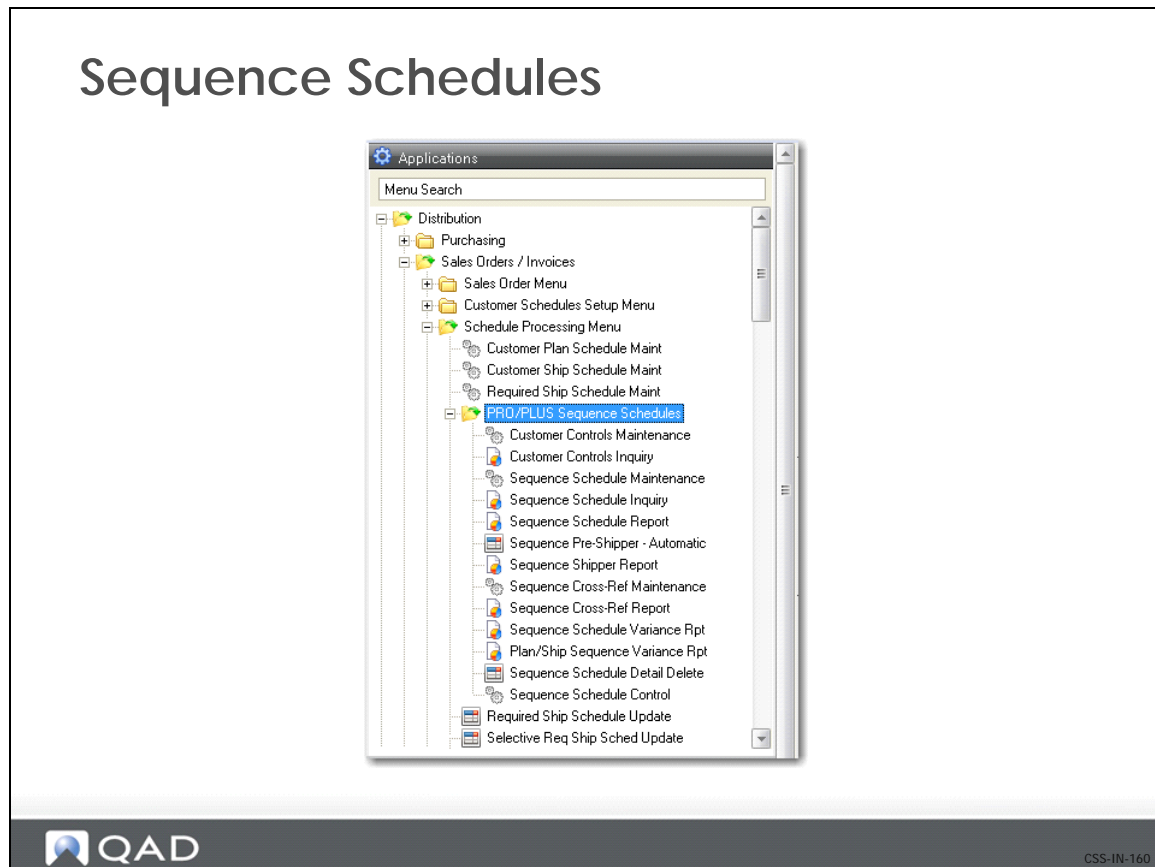 Sequence Schedules
Applications
Menu Search
Distribution
Purchasing
Sales Orders / Invoices
Sales Order Menu
Customer Schedules Setup Menu
Schedule Processing Menu
Customer Plan Schedule Maint
Customer Ship Schedule Maint
Required Ship Schedule Maint
PRO/PLUS Sequence Schedules
Customer Controls Maintenance
Customer Controls Inquiry
Sequence Schedule Maintenance
Sequence Schedule Inquiry
Sequence Schedule Report
Sequence Pre-Shipper - Automatic
Sequence Shipper Report
Sequence Cross-Ref Maintenance
Sequence Cross-Ref Report
Sequence Schedule Variance Rpt
Plan/Ship Sequence Variance Rpt
Sequence Schedule Detail Delete
Sequence Schedule Control
Required Ship Schedule Update
Selective Req Ship Sched Update
QAD
CSS-IN-160